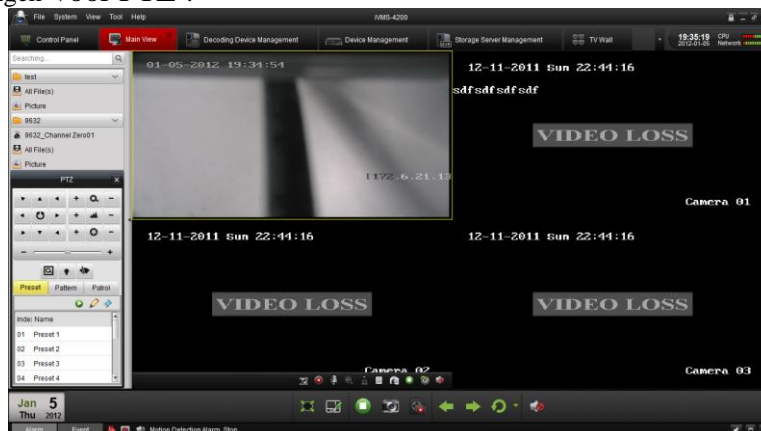 gen voor PTZ :
File System View Tool Help
iVMS-4200
Control Panel
Main View
Decoding Device Management
Device Management
Storage Server Management
TV Wall
19:35:19
2012-01-05
CPU
Network
Searching...
test
All File(s)
Picture
9632
9632_Channel Zero01
All File(s)
Picture
PTZ
Preset Pattern Patrol
Index Name
01 Preset 1
02 Preset 2
03 Preset 3
04 Preset 4
01-05-2012 19:34:54
172.6.21.13
12-11-2011 Sun 22:44:16
sdfsdfsdfsdf
VIDEO LOSS
Camera 01
12-11-2011 Sun 22:44:16
VIDEO LOSS
Camera 02
12-11-2011 Sun 22:44:16
VIDEO LOSS
Camera 03
Jan 5
Thu 2012
Alarm Event
Motion Detection Alarm Stop